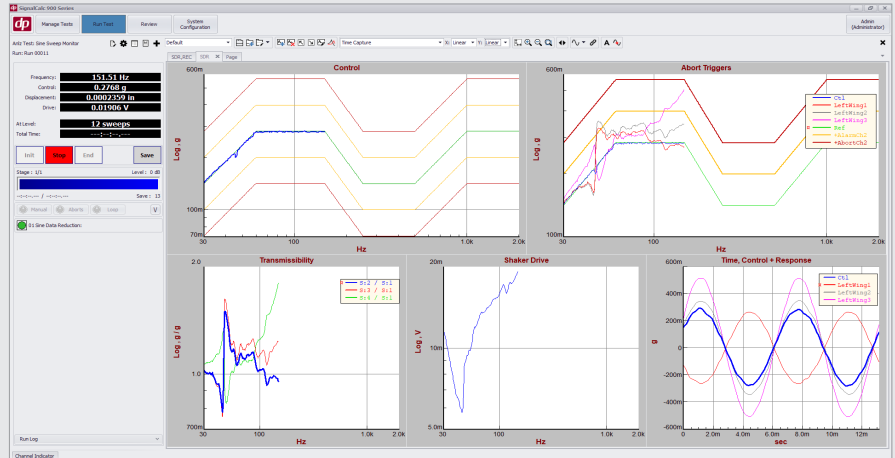 dp SignalCalc 900 Series
dp Manage Tests Run Test Review System Configuration Admin (Administrator)
Run: Run 00011
Default Time Capture X: Linear Y: Linear
SDR,REC SDR Page
Frequency: 151.51 Hz
Control: 0.2768 g
Displacement: 0.0002359 in
Drive: 0.01906 V
At Level: 12 sweeps
Total Time: --:--:--.---
Init Stop End Save
Stage: 1/1 Level: 0 dB
--:--:--.--- / --:--:--.--- Save: 13
Manual Aborts Loop V
01 Sine Data Reduction:
Run Log
Channel Indicator
Control
600m
Log, g
100m
70m
30 100 1.0k 2.0k
Hz
Abort Triggers
600m
Log, g
100m
30 100 1.0k 2.0k
Hz
Ctl
LeftWing1
LeftWing2
LeftWing3
Ref
+AlarmCh2
+AbortCh2
Transmissibility
2.0
Log, g/g
1.0
700m
30 100 1.0k 2.0k
Hz
S:2 / S:1
S:3 / S:1
S:4 / S:1
Shaker Drive
20m
Log, V
10m
5.0m
30 100 1.0k 2.0k
Hz
Time, Control + Response
600m
400m
200m
g
0
-200m
-400m
-600m
0 2.0m 4.0m 6.0m 8.0m 10m 12m
sec
Ctl
LeftWing1
LeftWing2
LeftWing3